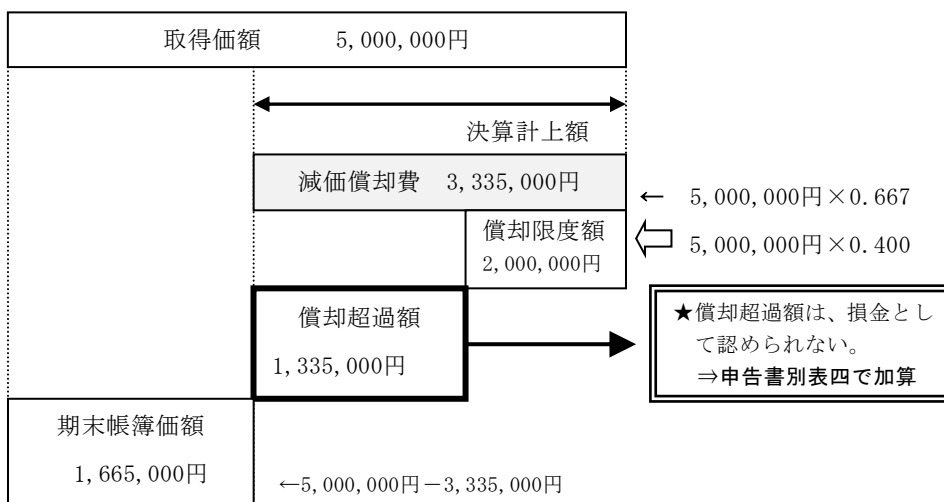 取得価額　　5,000,000円
決算計上額
減価償却費　3,335,000円
←　5,000,000円×0.667
償却限度額
2,000,000円
5,000,000円×0.400
償却超過額
1,335,000円
★償却超過額は、損金とし
て認められない。
⇒申告書別表四で加算
期末帳簿価額
1,665,000円
←5,000,000円－3,335,000円